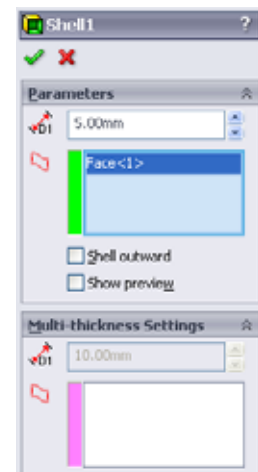 Shell1 ?
Parameters
D1 5.00mm
Face<1>
Shell outward
Show preview
Multi-thickness Settings
D1 10.00mm